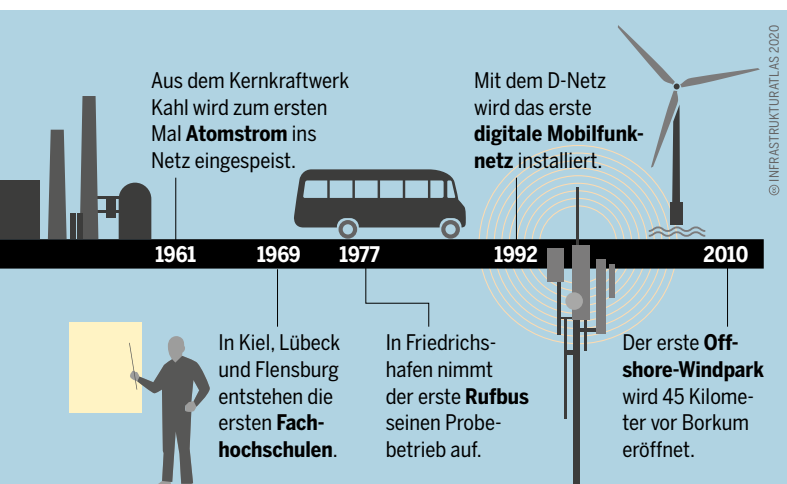 Aus dem Kernkraftwerk
Kahl wird zum ersten
Mal Atomstrom ins
Netz eingespeist.
Mit dem D-Netz
wird das erste
digitale Mobilfunk-
netz installiert.
© INFRASTRUKTURATLAS 2020
1961 1969 1977 1992 2010
In Kiel, Lübeck
und Flensburg
entstehen die
ersten Fach-
hochschulen.
In Friedrichs-
hafen nimmt
der erste Rufbus
seinen Probe-
betrieb auf.
Der erste Off-
shore-Windpark
wird 45 Kilome-
ter vor Borkum
eröffnet.